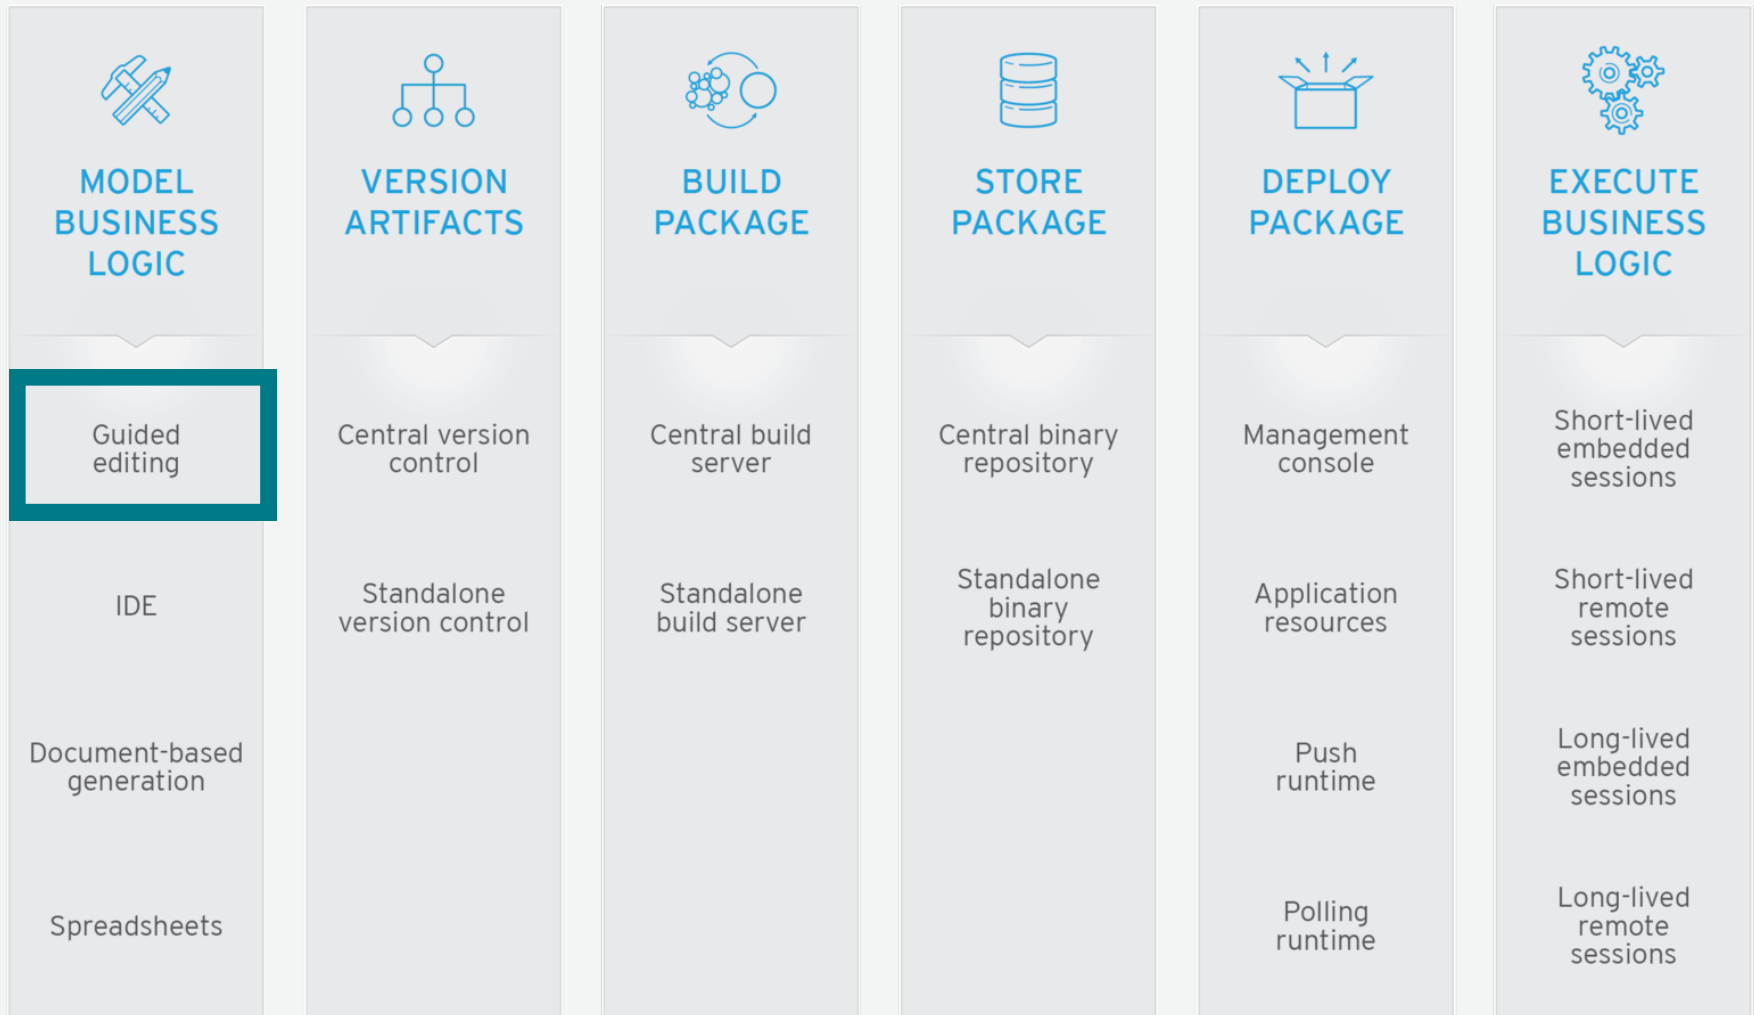 MODEL
BUSINESS
LOGIC
Guided
editing
IDE
Document-based
generation
Spreadsheets
VERSION
ARTIFACTS
Central version
control
Standalone
version control
BUILD
PACKAGE
Central build
server
Standalone
build server
STORE
PACKAGE
Central binary
repository
Standalone
binary
repository
DEPLOY
PACKAGE
Management
console
Application
resources
Push
runtime
Polling
runtime
EXECUTE
BUSINESS
LOGIC
Short-lived
embedded
sessions
Short-lived
remote
sessions
Long-lived
embedded
sessions
Long-lived
remote
sessions